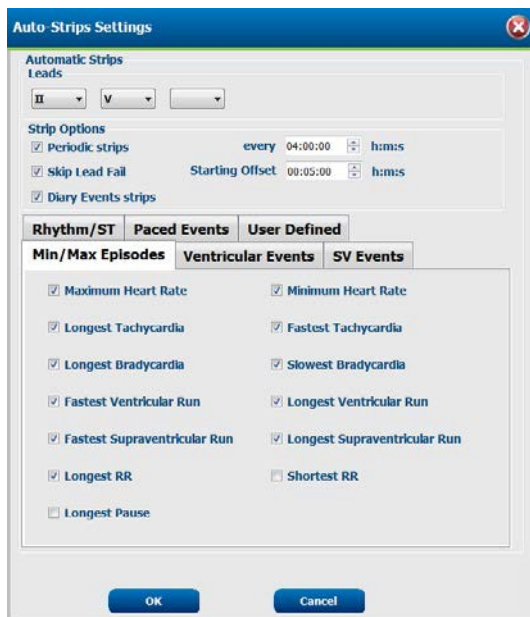 Auto-Strips Settings
Automatic Strips
Leads
II V
Strip Options
Periodic strips every 04:00:00 h:m:s
Skip Lead Fail Starting Offset 00:05:00 h:m:s
Diary Events strips
Rhythm/ST Paced Events User Defined
Min/Max Episodes Ventricular Events SV Events
Maximum Heart Rate Minimum Heart Rate
Longest Tachycardia Fastest Tachycardia
Longest Bradycardia Slowest Bradycardia
Fastest Ventricular Run Longest Ventricular Run
Fastest Supraventricular Run Longest Supraventricular Run
Longest RR Shortest RR
Longest Pause
OK Cancel